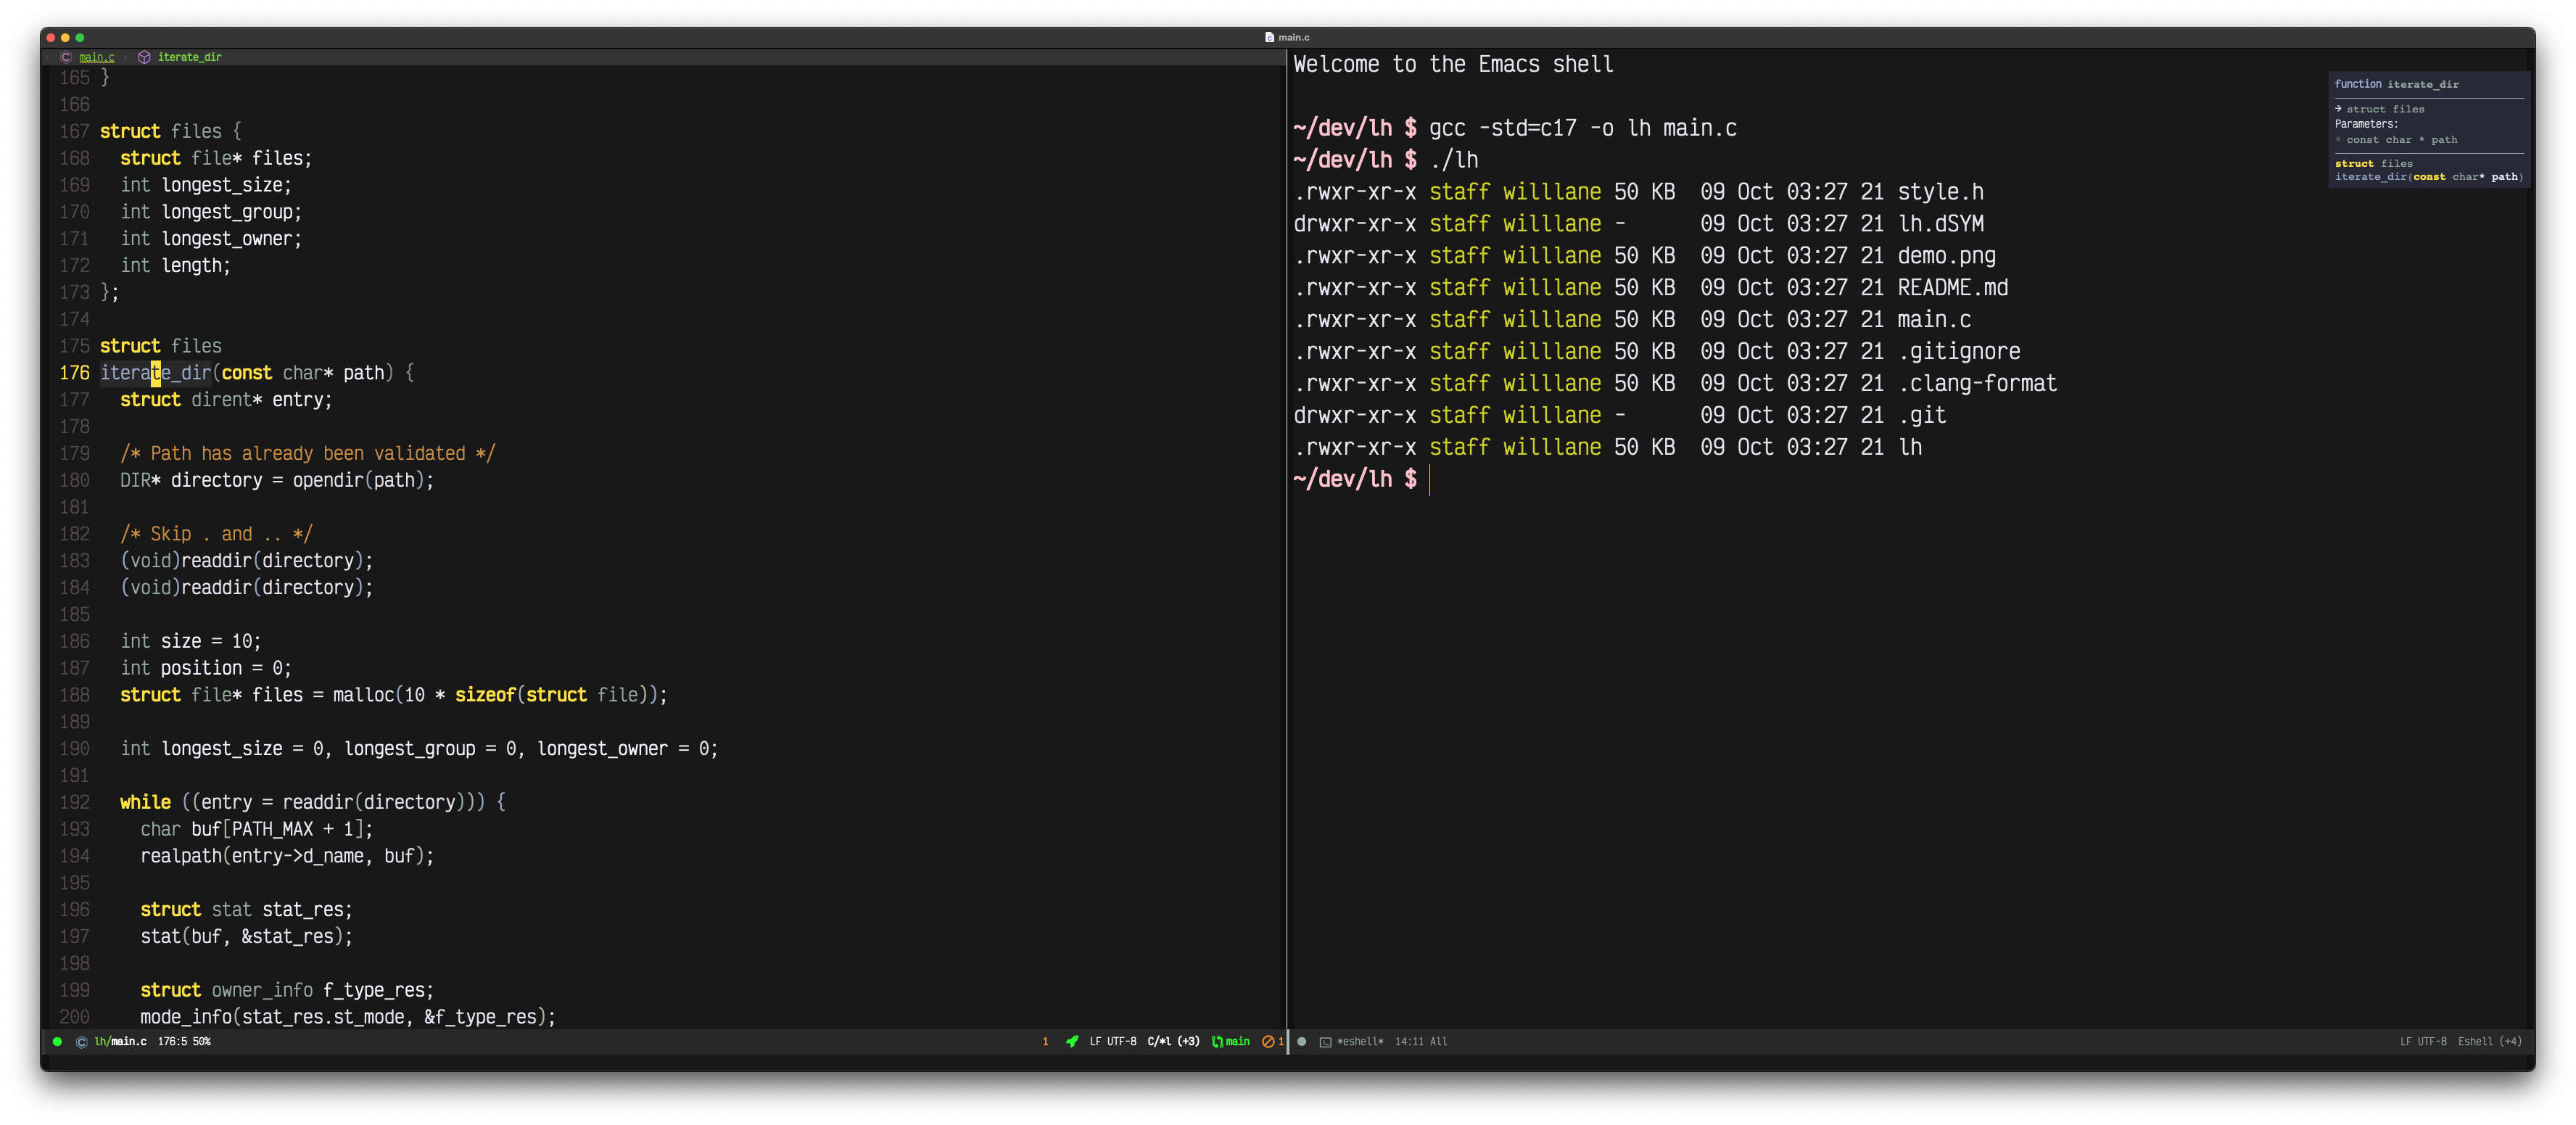 main.c
main.c › iterate_dir
165 }
166
167 struct files {
168 struct file* files;
169 int longest_size;
170 int longest_group;
171 int longest_owner;
172 int length;
173 };
174
175 struct files
176 iterate_dir(const char* path) {
177 struct dirent* entry;
178
179 /* Path has already been validated */
180 DIR* directory = opendir(path);
181
182 /* Skip . and .. */
183 (void)readdir(directory);
184 (void)readdir(directory);
185
186 int size = 10;
187 int position = 0;
188 struct file* files = malloc(10 * sizeof(struct file));
189
190 int longest_size = 0, longest_group = 0, longest_owner = 0;
191
192 while ((entry = readdir(directory))) {
193 char buf[PATH_MAX + 1];
194 realpath(entry->d_name, buf);
195
196 struct stat stat_res;
197 stat(buf, &stat_res);
198
199 struct owner_info f_type_res;
200 mode_info(stat_res.st_mode, &f_type_res);
lh/main.c 176:5 50% 1 LF UTF-8 C/*l (+3) main 1
Welcome to the Emacs shell
~/dev/lh $ gcc -std=c17 -o lh main.c
~/dev/lh $ ./lh
.rwxr-xr-x staff willlane 50 KB 09 Oct 03:27 21 style.h
drwxr-xr-x staff willlane - 09 Oct 03:27 21 lh.dSYM
.rwxr-xr-x staff willlane 50 KB 09 Oct 03:27 21 demo.png
.rwxr-xr-x staff willlane 50 KB 09 Oct 03:27 21 README.md
.rwxr-xr-x staff willlane 50 KB 09 Oct 03:27 21 main.c
.rwxr-xr-x staff willlane 50 KB 09 Oct 03:27 21 .gitignore
.rwxr-xr-x staff willlane 50 KB 09 Oct 03:27 21 .clang-format
drwxr-xr-x staff willlane - 09 Oct 03:27 21 .git
.rwxr-xr-x staff willlane 50 KB 09 Oct 03:27 21 lh
~/dev/lh $
function iterate_dir
→ struct files
Parameters:
* const char * path
struct files
iterate_dir(const char* path)
*eshell* 14:11 All LF UTF-8 Eshell (+4)